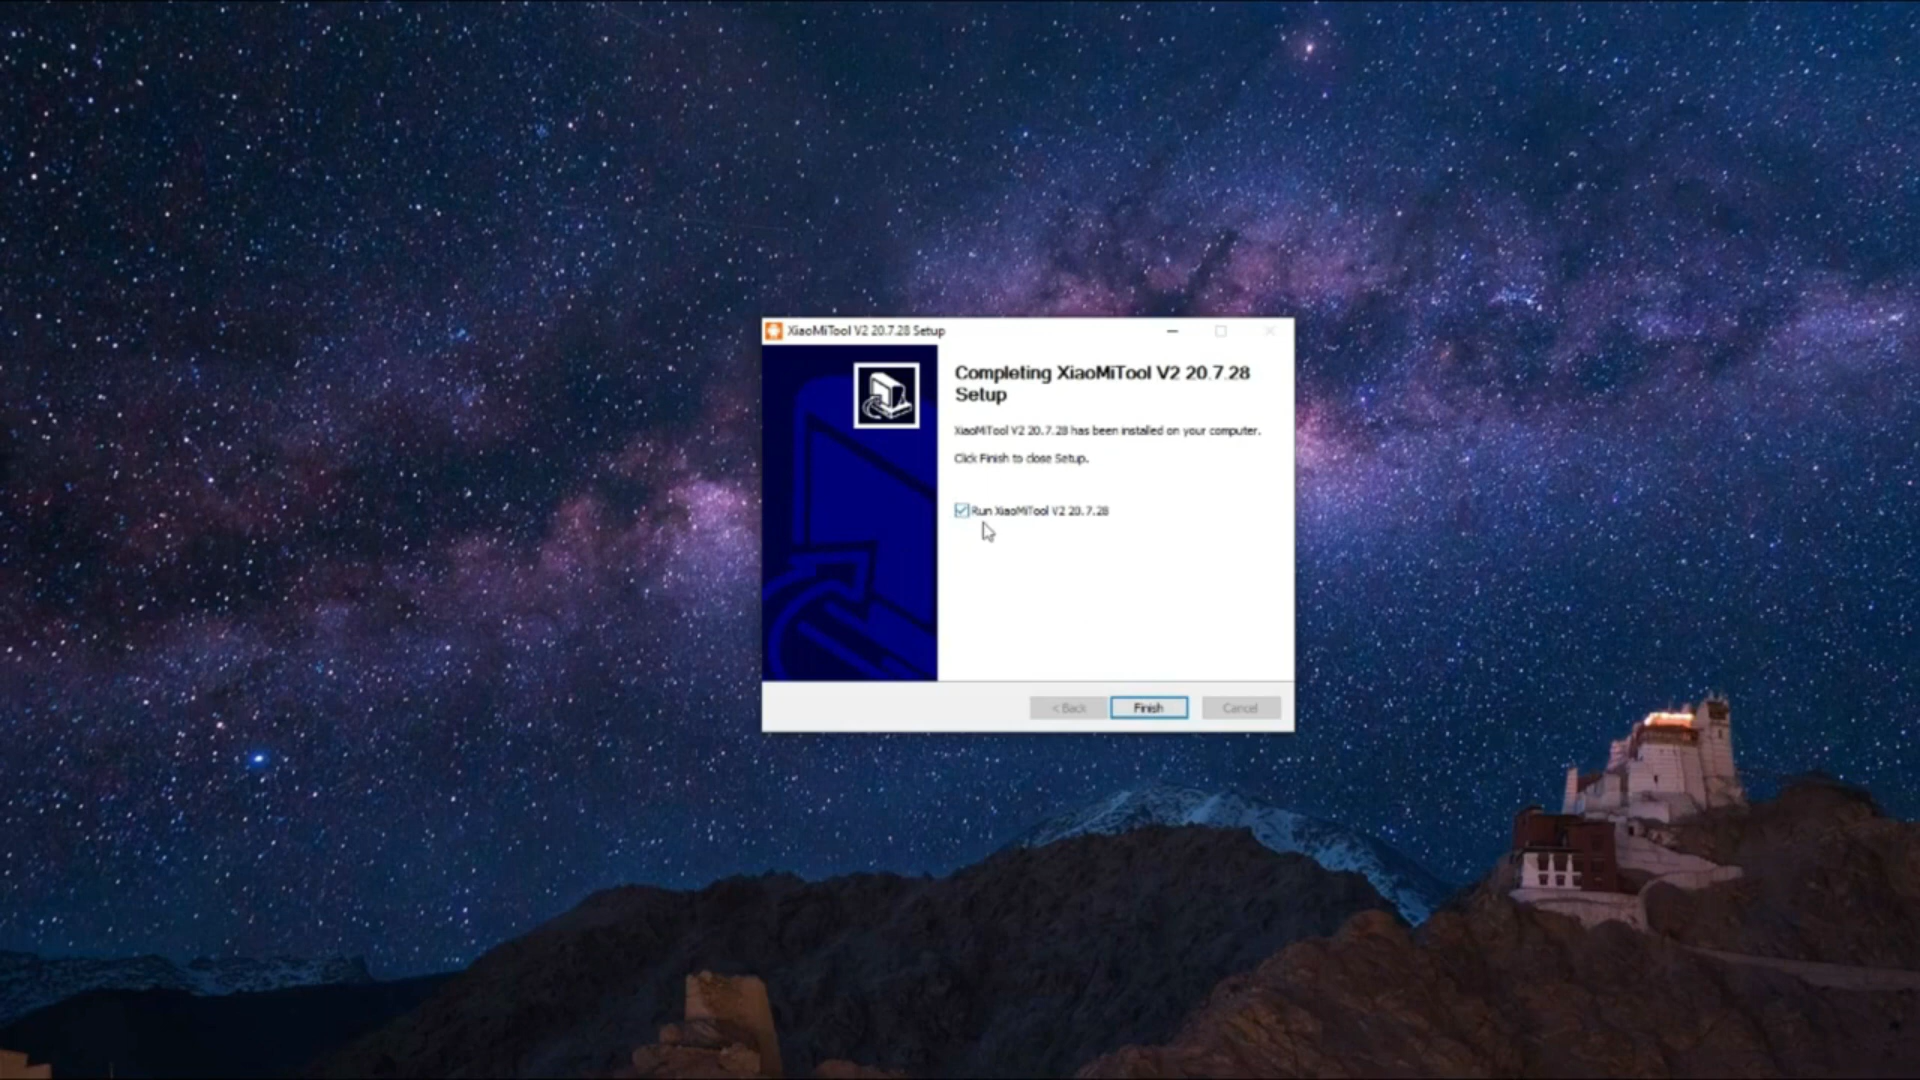 XiaoMiTool V2 20.7.28 Setup
Completing XiaoMiTool V2 20.7.28
Setup
XiaoMiTool V2 20.7.28 has been installed on your computer.
Click Finish to close Setup.
Run XiaoMiTool V2 20.7.28
< Back
Finish
Cancel